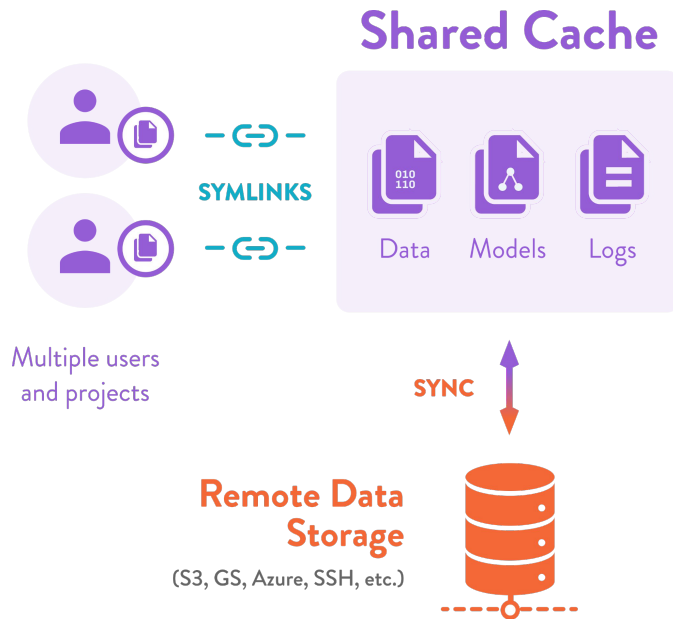 Shared Cache
SYMLINKS
010
110
Data
Models
Logs
Multiple users
and projects
SYNC
Remote Data
Storage
(S3, GS, Azure, SSH, etc.)